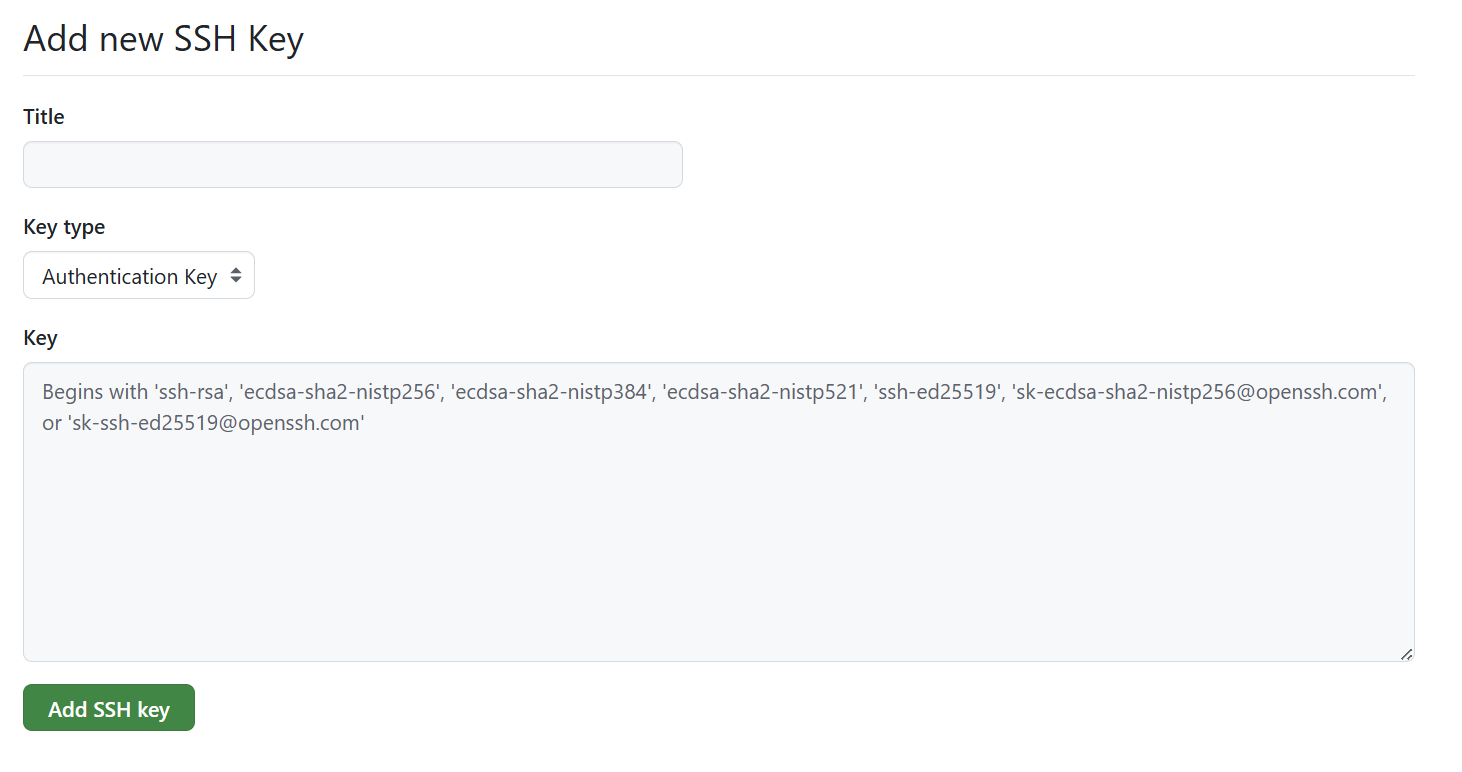 Add new SSH Key
Title
Key type
Authentication Key
Key
Begins with 'ssh-rsa', 'ecdsa-sha2-nistp256', 'ecdsa-sha2-nistp384', 'ecdsa-sha2-nistp521', 'ssh-ed25519', 'sk-ecdsa-sha2-nistp256@openssh.com',
or 'sk-ssh-ed25519@openssh.com'
Add SSH key